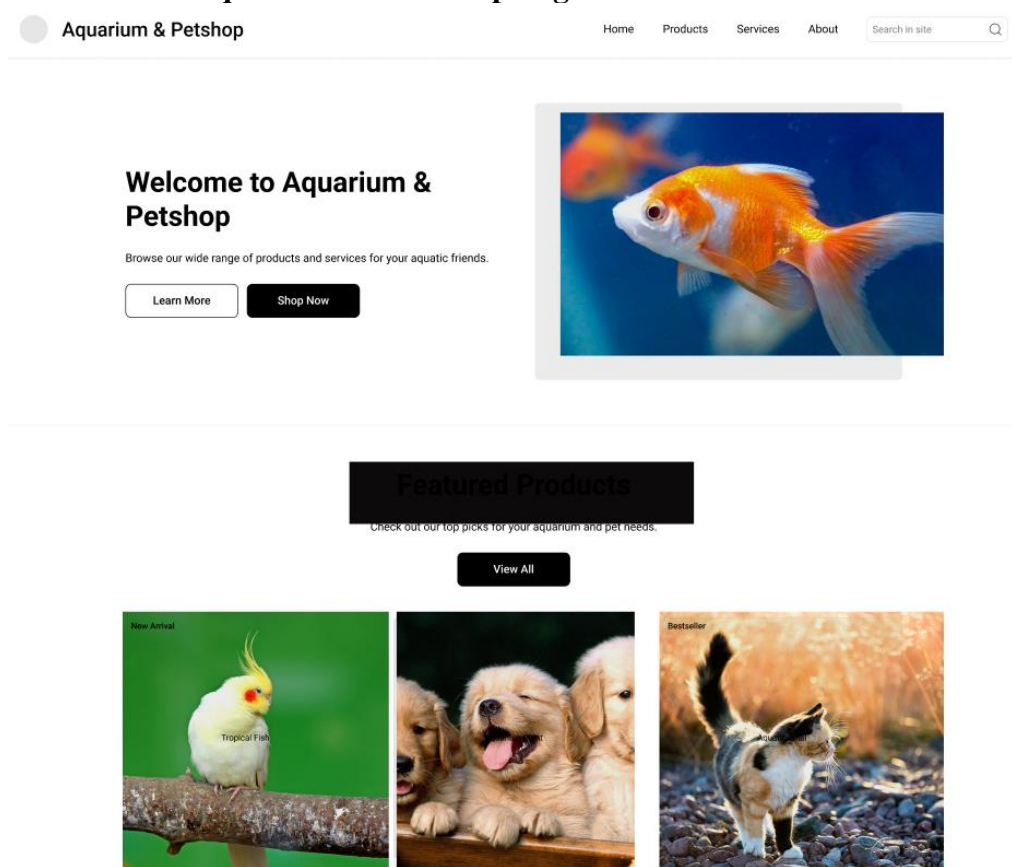 Aquarium & Petshop
Home Products Services About Search in site
Welcome to Aquarium &
Petshop
Browse our wide range of products and services for your aquatic friends.
Learn More Shop Now
Featured Products
Check out our top picks for your aquarium and pet needs.
View All
New Arrival
Bestseller
Tropical Fish